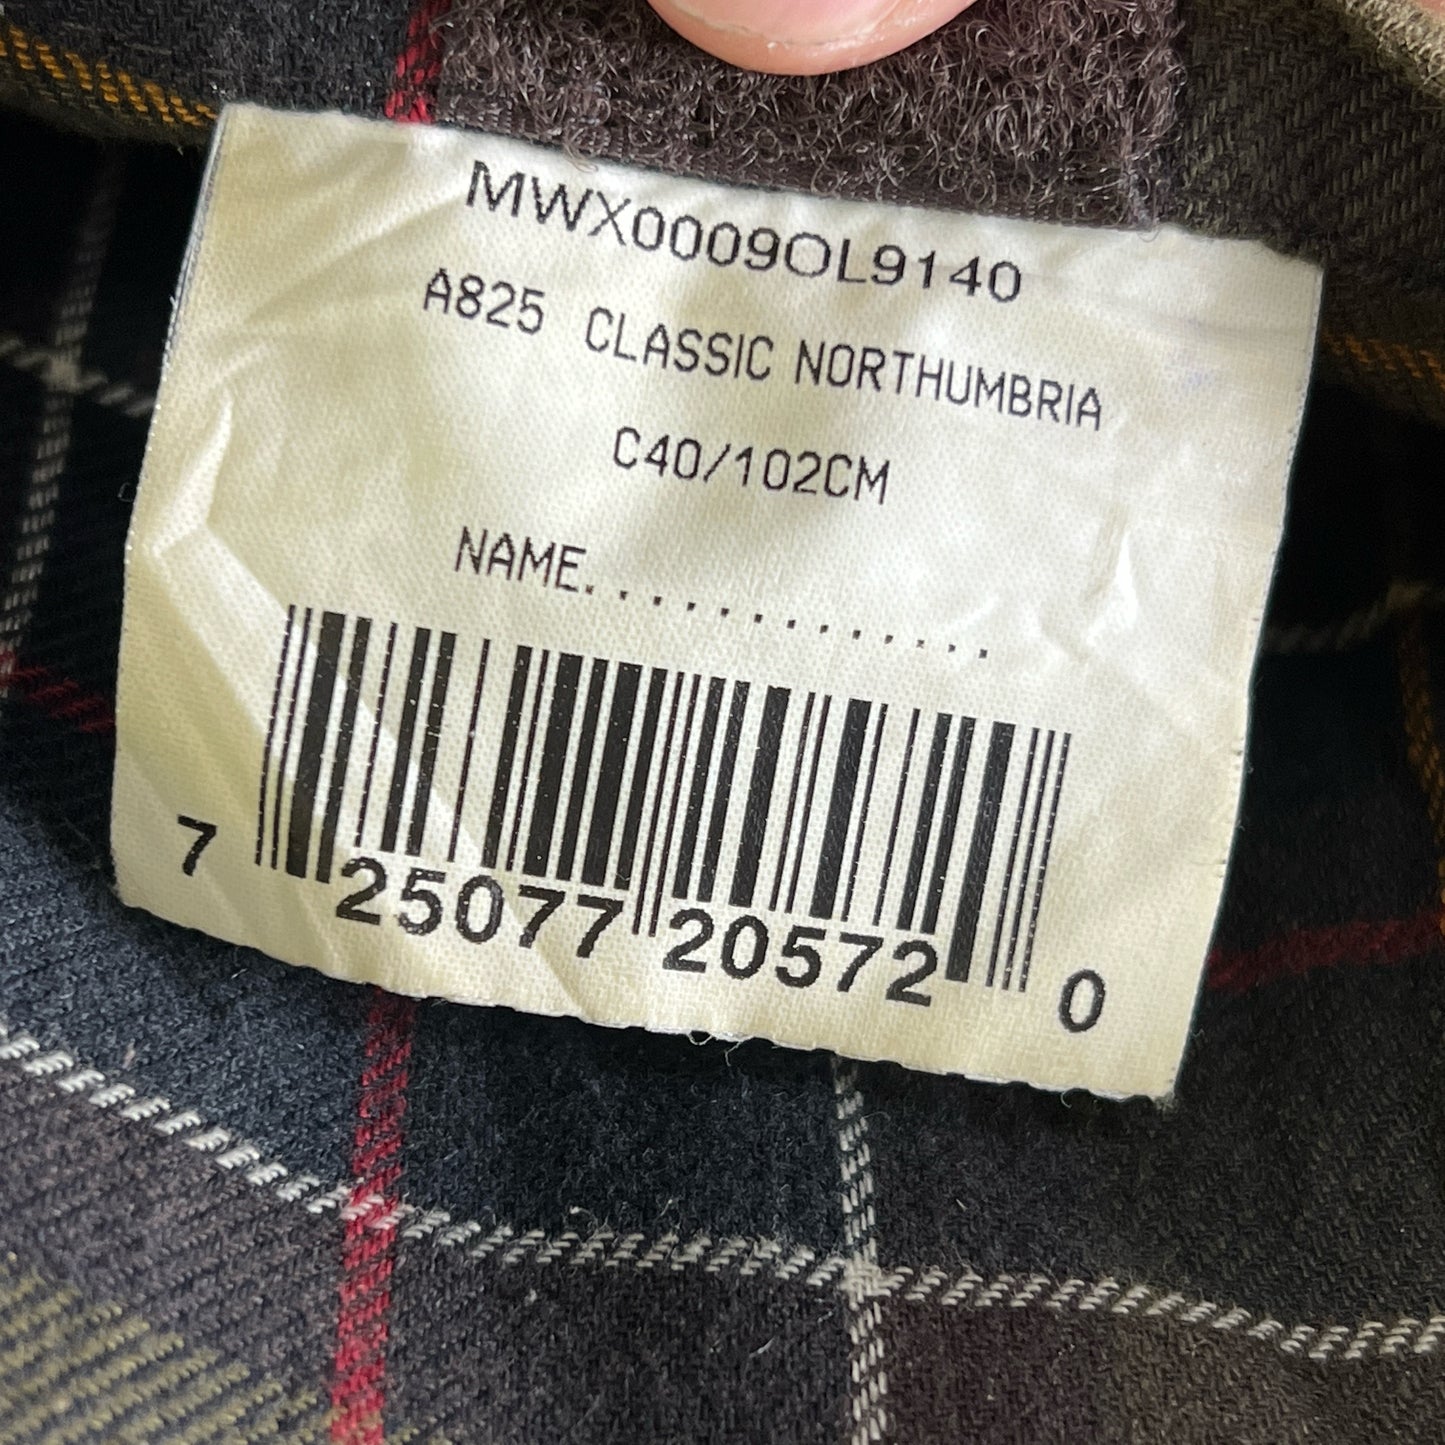 MWX0009OL9140
A825 CLASSIC NORTHUMBRIA
C40/102CM
NAME.............
7 25077 20572 0